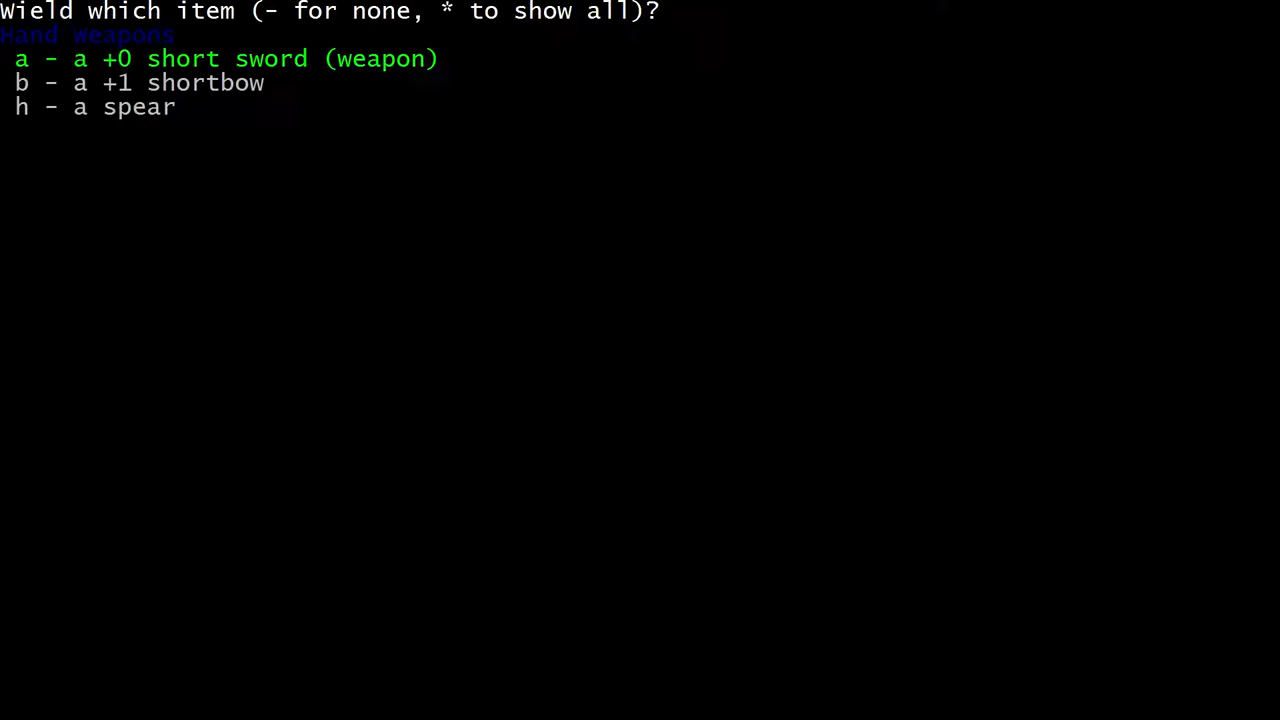 Wield which item (- for none, * to show all)?
Hand weapons
a - a +0 short sword (weapon)
b - a +1 shortbow
h - a spear